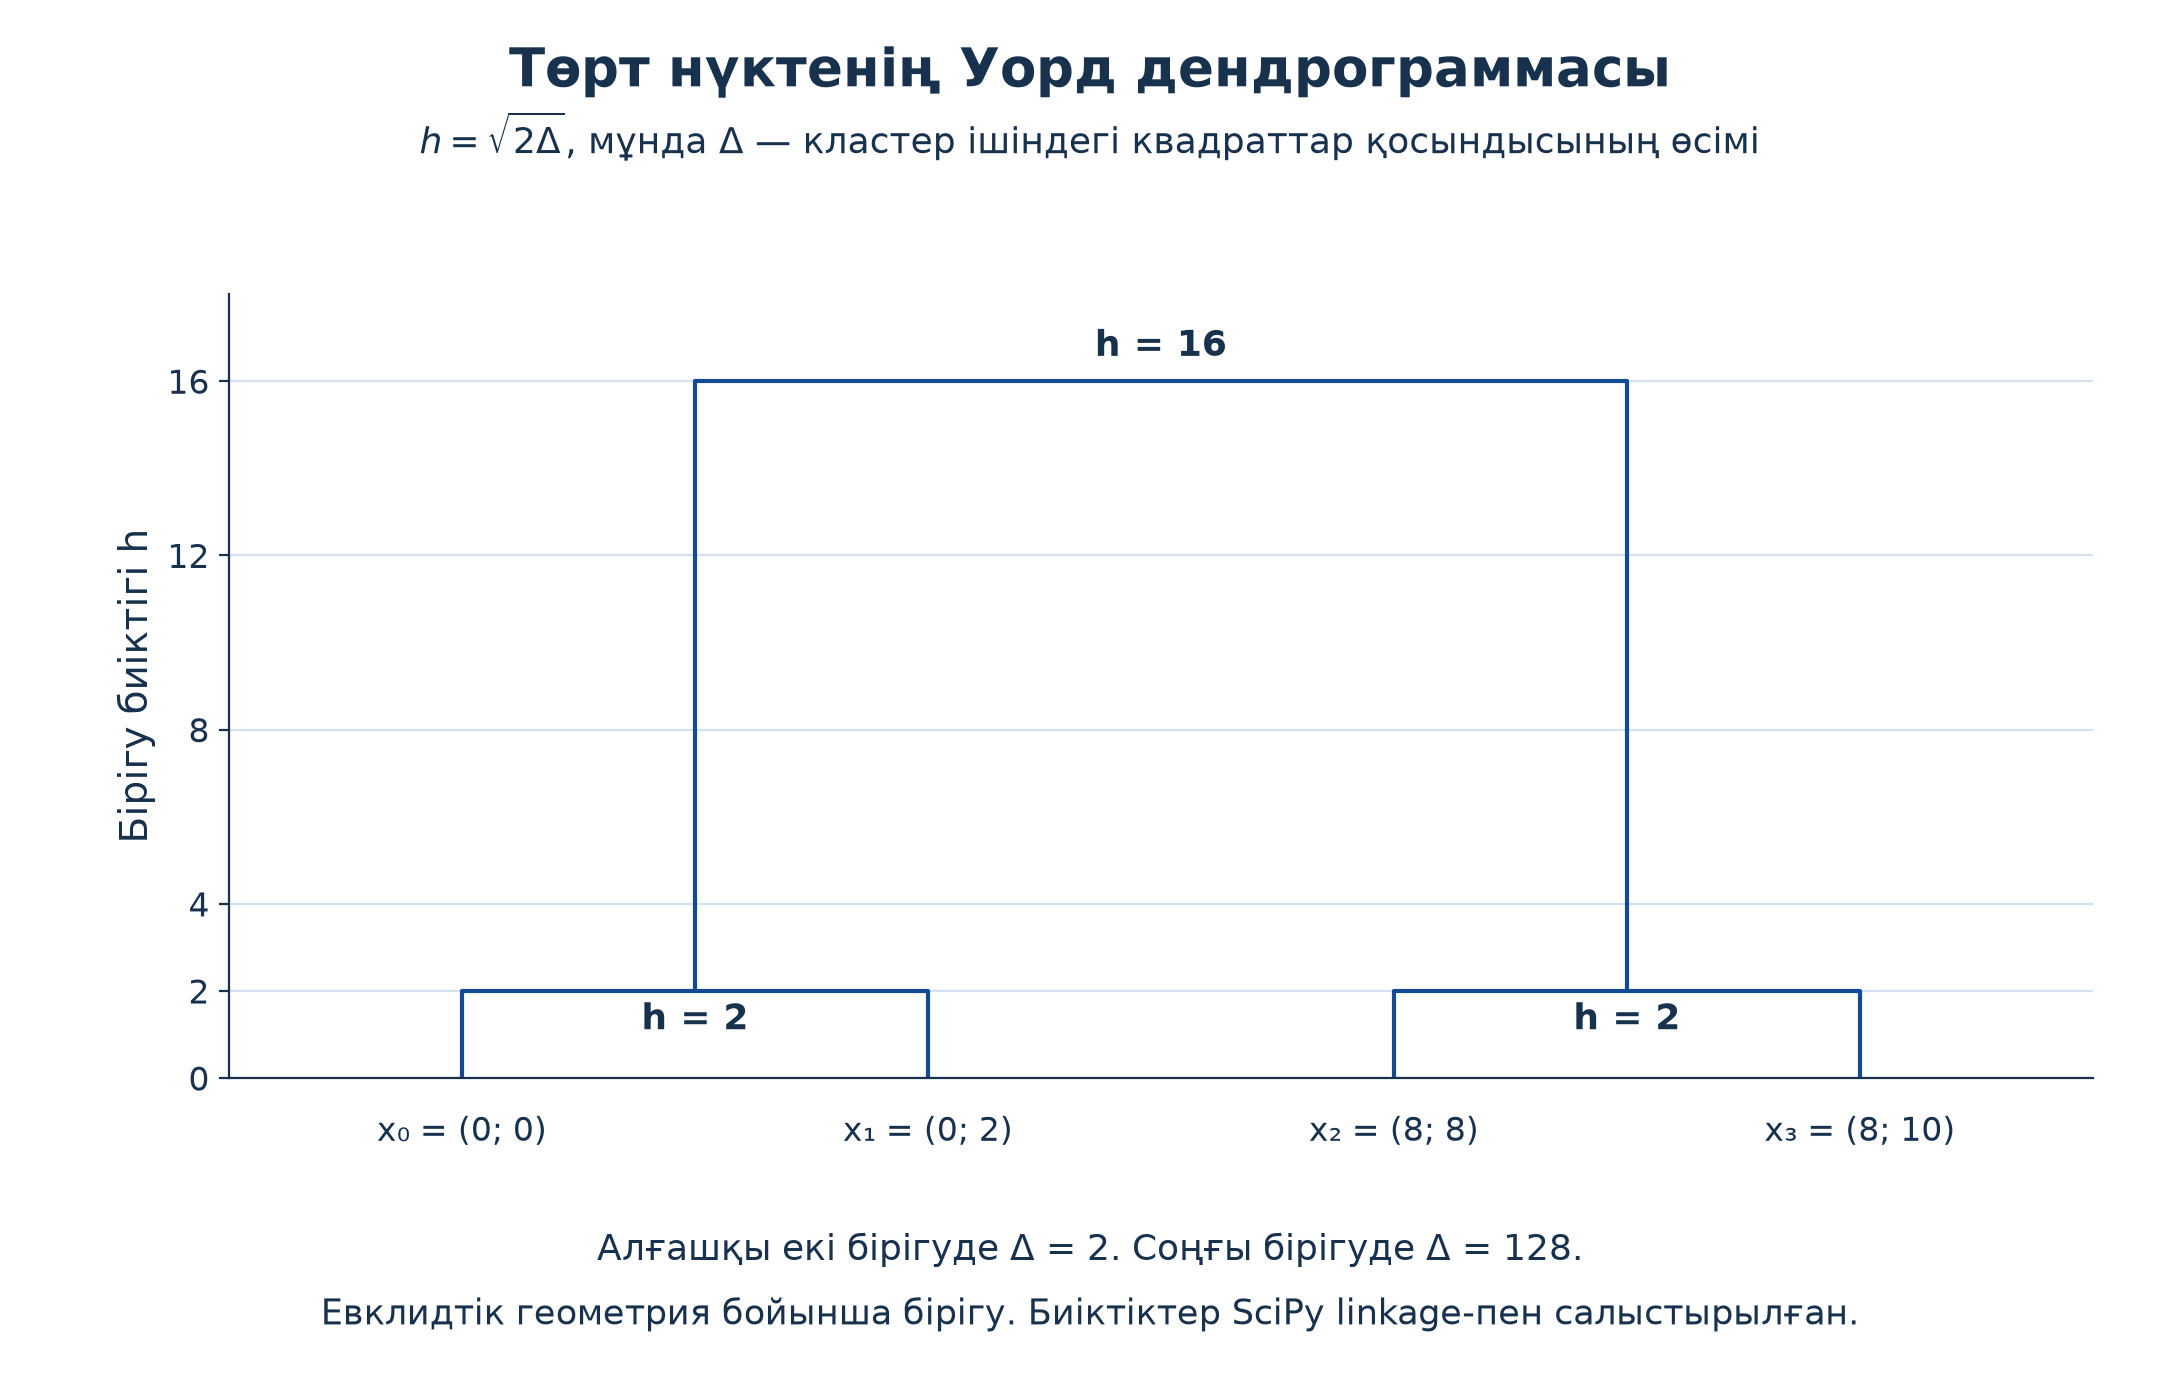 Төрт нүктенің Уорд дендрограммасы
h = √2Δ, мұнда Δ — кластер ішіндегі квадраттар қосындысының өсімі
h = 16
16
12
8
4
2
0
Бірігу биіктігі h
h = 2
h = 2
x₀ = (0; 0)
x₁ = (0; 2)
x₂ = (8; 8)
x₃ = (8; 10)
Алғашқы екі бірігуде Δ = 2. Соңғы бірігуде Δ = 128.
Евклидтік геометрия бойынша бірігу. Биіктіктер SciPy linkage-пен салыстырылған.